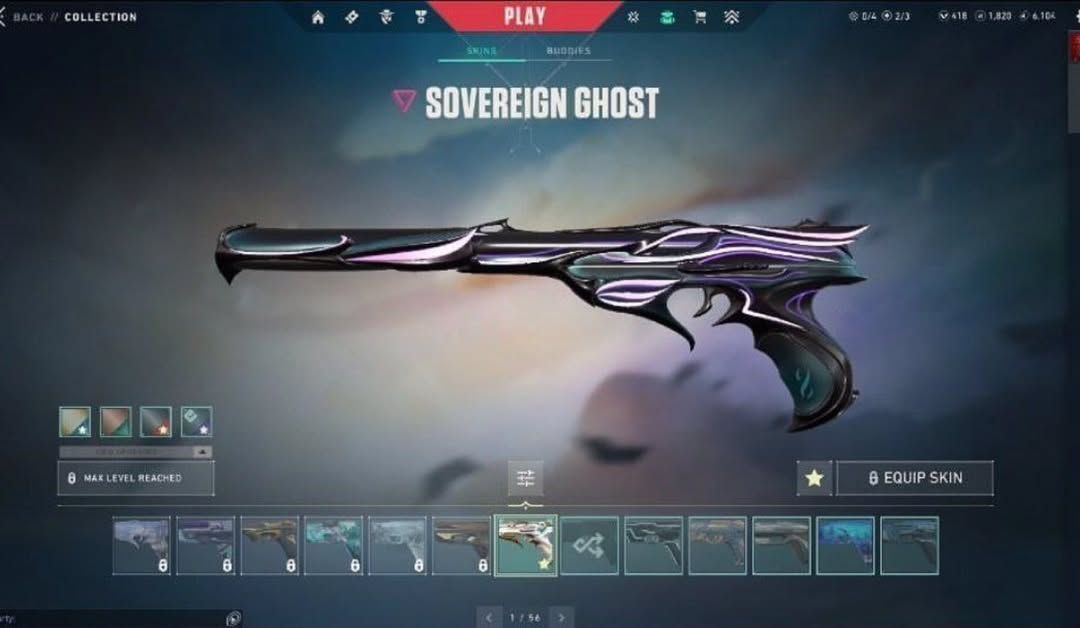 BACK // COLLECTION
PLAY
0/4 2/3 418 1,820 6,104
SKINS BUDDIES
SOVEREIGN GHOST
MAX LEVEL REACHED
EQUIP SKIN
1 / 56